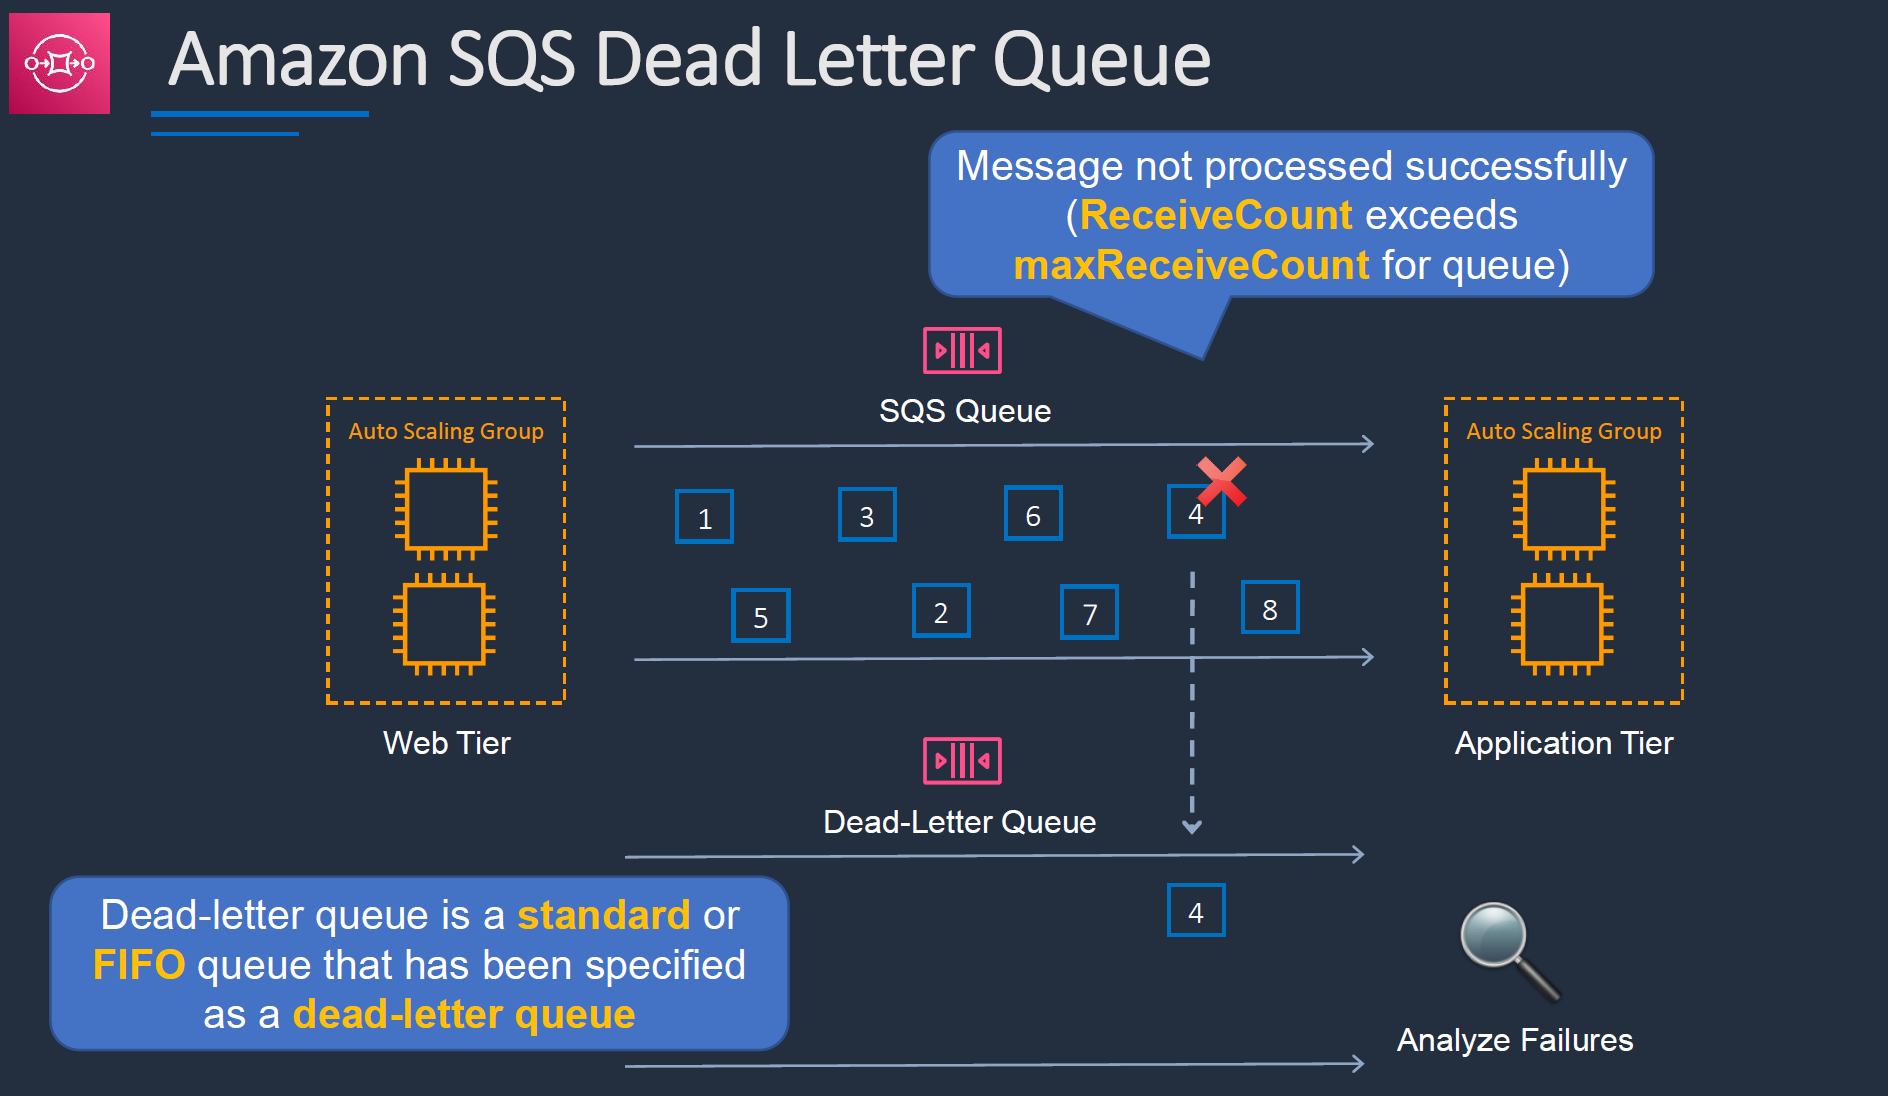 Amazon SQS Dead Letter Queue
Message not processed successfully
(ReceiveCount exceeds
maxReceiveCount for queue)
SQS Queue
Auto Scaling Group
Auto Scaling Group
1
3
6
4
5
2
7
8
Web Tier
Application Tier
Dead-Letter Queue
4
Dead-letter queue is a standard or
FIFO queue that has been specified
as a dead-letter queue
Analyze Failures